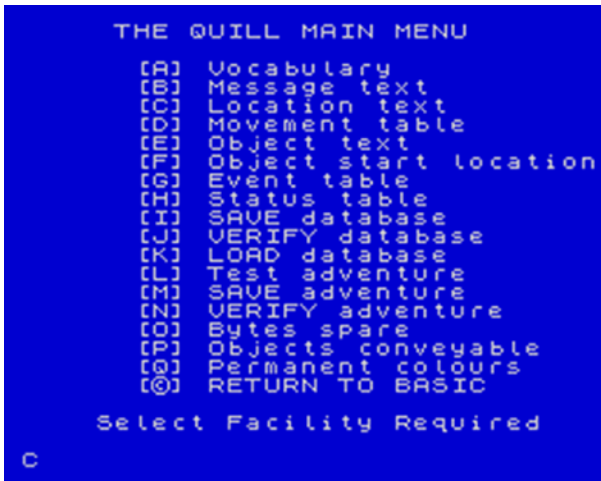 THE QUILL MAIN MENU
[A] Vocabulary
[B] Message text
[C] Location text
[D] Movement table
[E] Object text
[F] Object start location
[G] Event table
[H] Status table
[I] SAVE database
[J] VERIFY database
[K] LOAD database
[L] Test adventure
[M] SAVE adventure
[N] VERIFY adventure
[O] Bytes spare
[P] Objects conveyable
[Q] Permanent colours
[©] RETURN TO BASIC
Select Facility Required
C